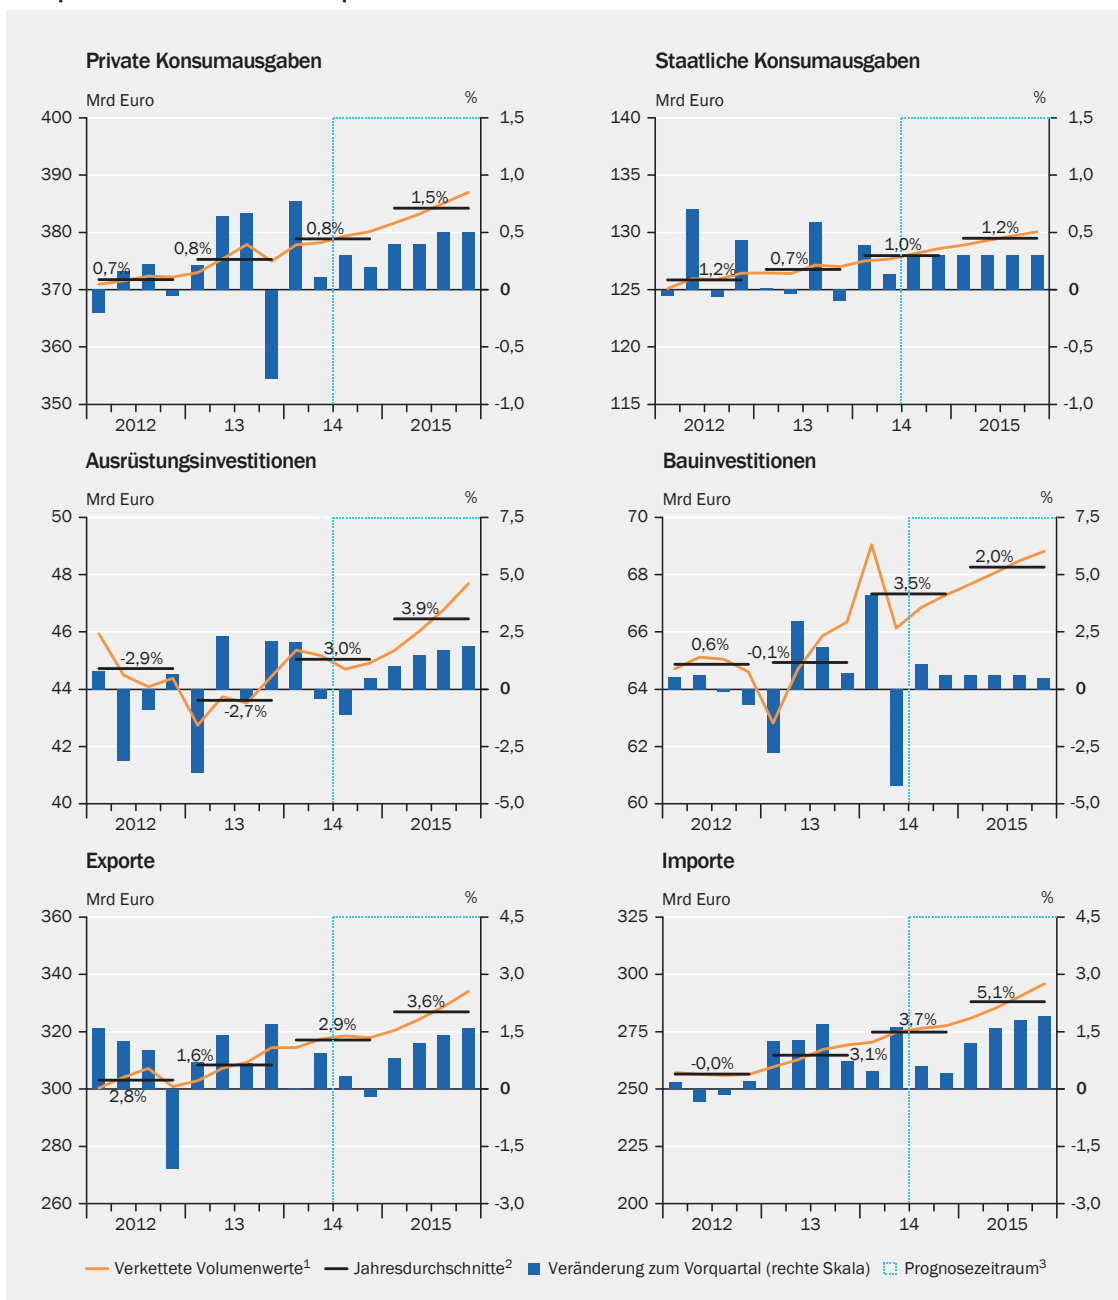 Private Konsumausgaben
Mrd Euro %
400 1,5
390 1,0
380 0,5
370 0
360 -0,5
350 -1,0
0,7% 0,8% 0,8% 1,5%
2012 13 14 2015
Staatliche Konsumausgaben
Mrd Euro %
140 1,5
135 1,0
130 0,5
125 0
120 -0,5
115 -1,0
1,2% 0,7% 1,0% 1,2%
2012 13 14 2015
Ausrüstungsinvestitionen
Mrd Euro %
50 7,5
48 5,0
46 2,5
44 0
42 -2,5
40 -5,0
-2,9% -2,7% 3,0% 3,9%
2012 13 14 2015
Bauinvestitionen
Mrd Euro %
70 7,5
68 5,0
66 2,5
64 0
62 -2,5
60 -5,0
0,6% -0,1% 3,5% 2,0%
2012 13 14 2015
Exporte
Mrd Euro %
360 4,5
340 3,0
320 1,5
300 0
280 -1,5
260 -3,0
2,8% 1,6% 2,9% 3,6%
2012 13 14 2015
Importe
Mrd Euro %
325 4,5
300 3,0
275 1,5
250 0
225 -1,5
200 -3,0
-0,0% 3,1% 3,7% 5,1%
2012 13 14 2015
Verkettete Volumenwerte1 Jahresdurchschnitte2 Veränderung zum Vorquartal (rechte Skala) Prognosezeitraum3